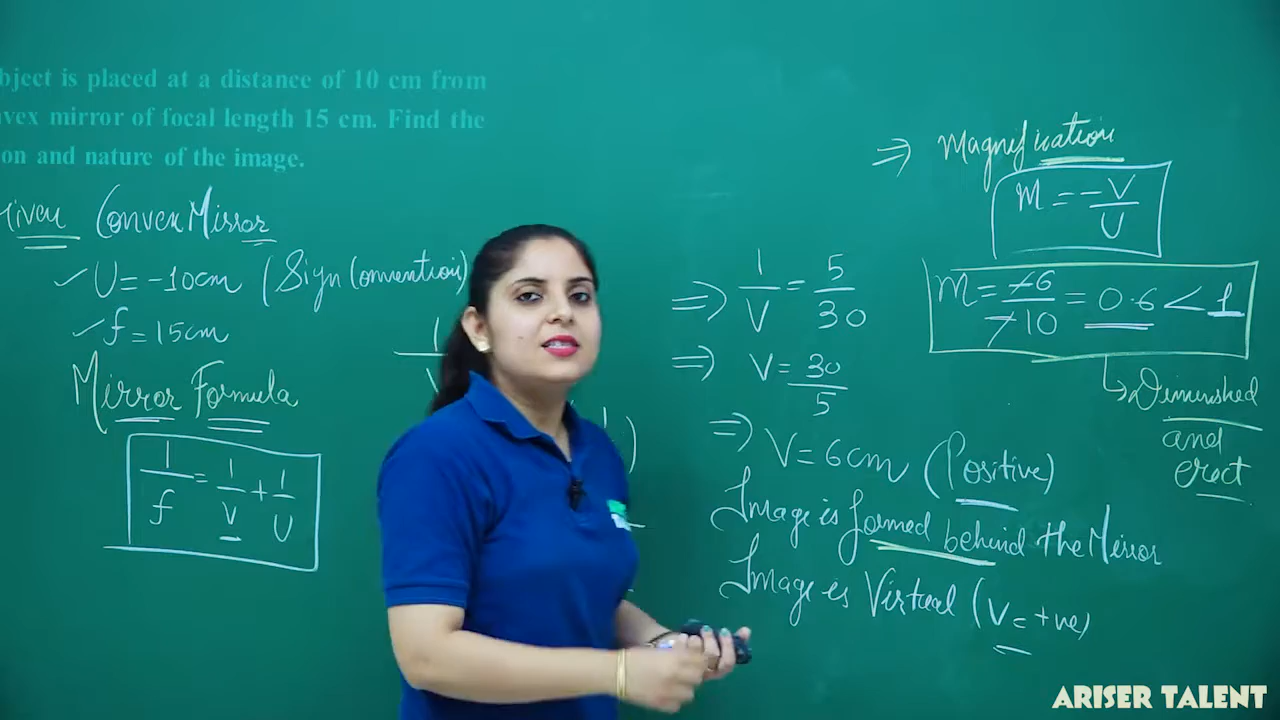 bject is placed at a distance of 10 cm from
vex mirror of focal length 15 cm. Find the
on and nature of the image.
iven Convex Mirror
✓ U = -10cm (Sign Convention)
✓ f = 15cm
Mirror Formula
1/f = 1/v + 1/U
1
)
⇒ 1/V = 5/30
⇒ V = 30/5
⇒ V = 6cm (Positive)
Image is formed behind the Mirror
Image is Virtual (V = +ve)
⇒ Magnification
m = -V/U
m = -6/-10 = 0.6 < 1
Diminished
and
erect
ARISER TALENT